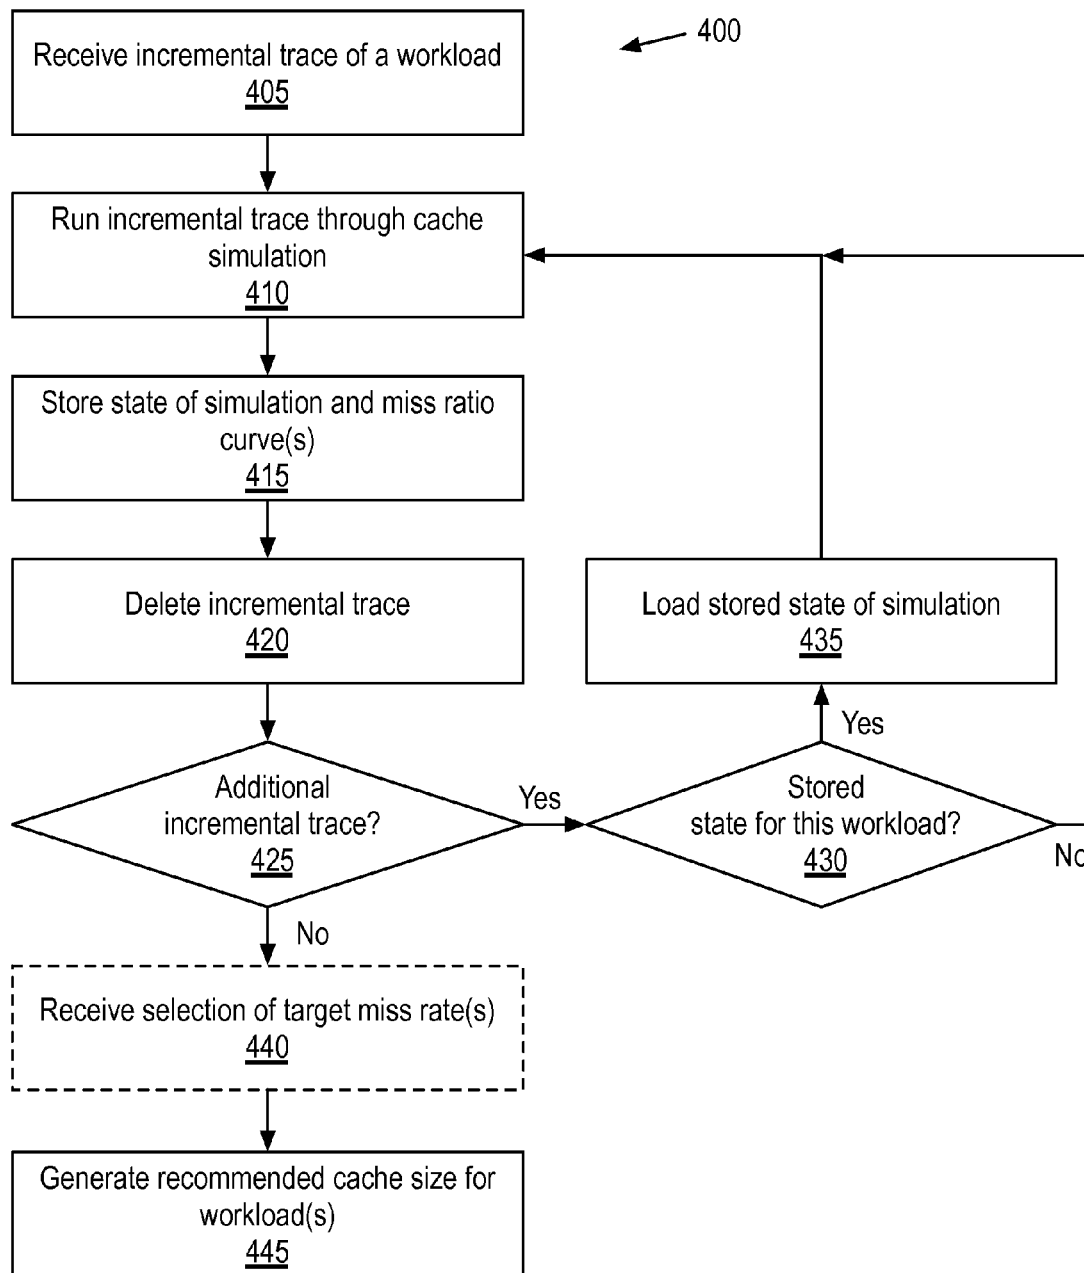 Receive incremental trace of a workload
405
400
Run incremental trace through cache
simulation
410
Store state of simulation and miss ratio
curve(s)
415
Delete incremental trace
420
Load stored state of simulation
435
Yes
Additional
incremental trace?
425
Yes
Stored
state for this workload?
430
No
No
Receive selection of target miss rate(s)
440
Generate recommended cache size for
workload(s)
445